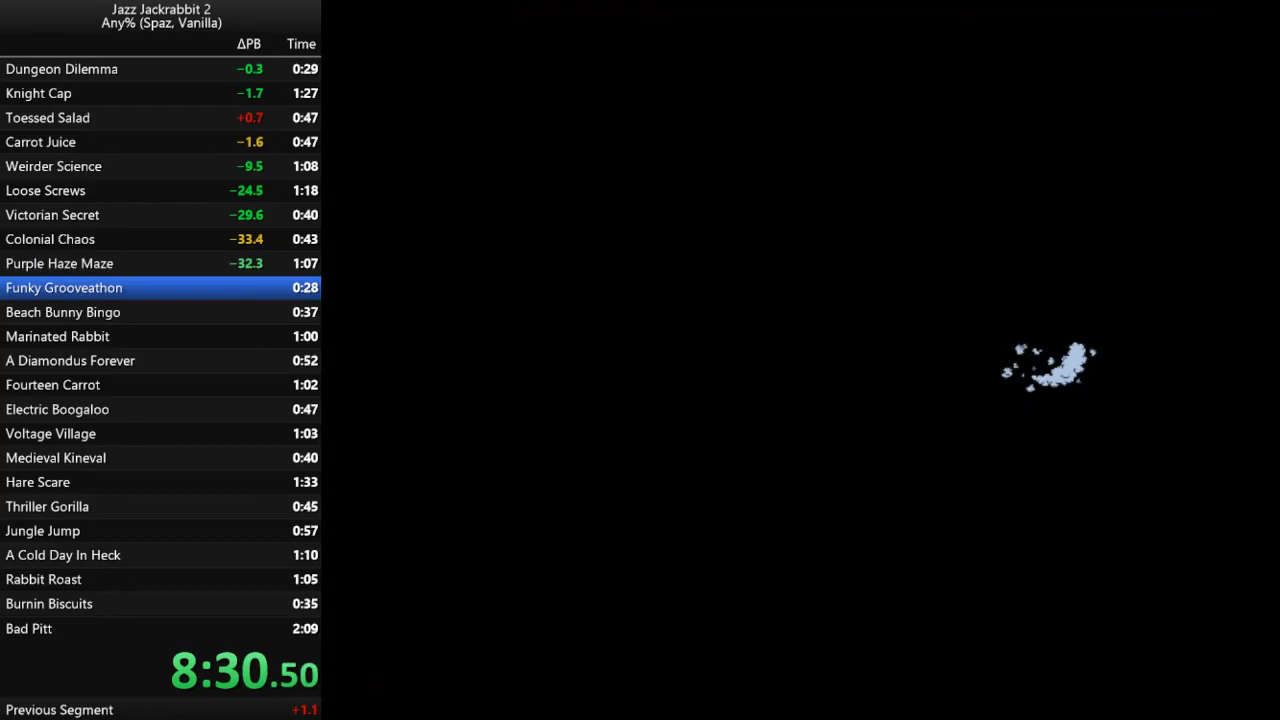 Jazz Jackrabbit 2
Any% (Spaz, Vanilla)
ΔPB Time
Dungeon Dilemma −0.3 0:29
Knight Cap −1.7 1:27
Toessed Salad +0.7 0:47
Carrot Juice −1.6 0:47
Weirder Science −9.5 1:08
Loose Screws −24.5 1:18
Victorian Secret −29.6 0:40
Colonial Chaos −33.4 0:43
Purple Haze Maze −32.3 1:07
Funky Grooveathon 0:28
Beach Bunny Bingo 0:37
Marinated Rabbit 1:00
A Diamondus Forever 0:52
Fourteen Carrot 1:02
Electric Boogaloo 0:47
Voltage Village 1:03
Medieval Kineval 0:40
Hare Scare 1:33
Thriller Gorilla 0:45
Jungle Jump 0:57
A Cold Day In Heck 1:10
Rabbit Roast 1:05
Burnin Biscuits 0:35
Bad Pitt 2:09
8:30.50
Previous Segment +1.1